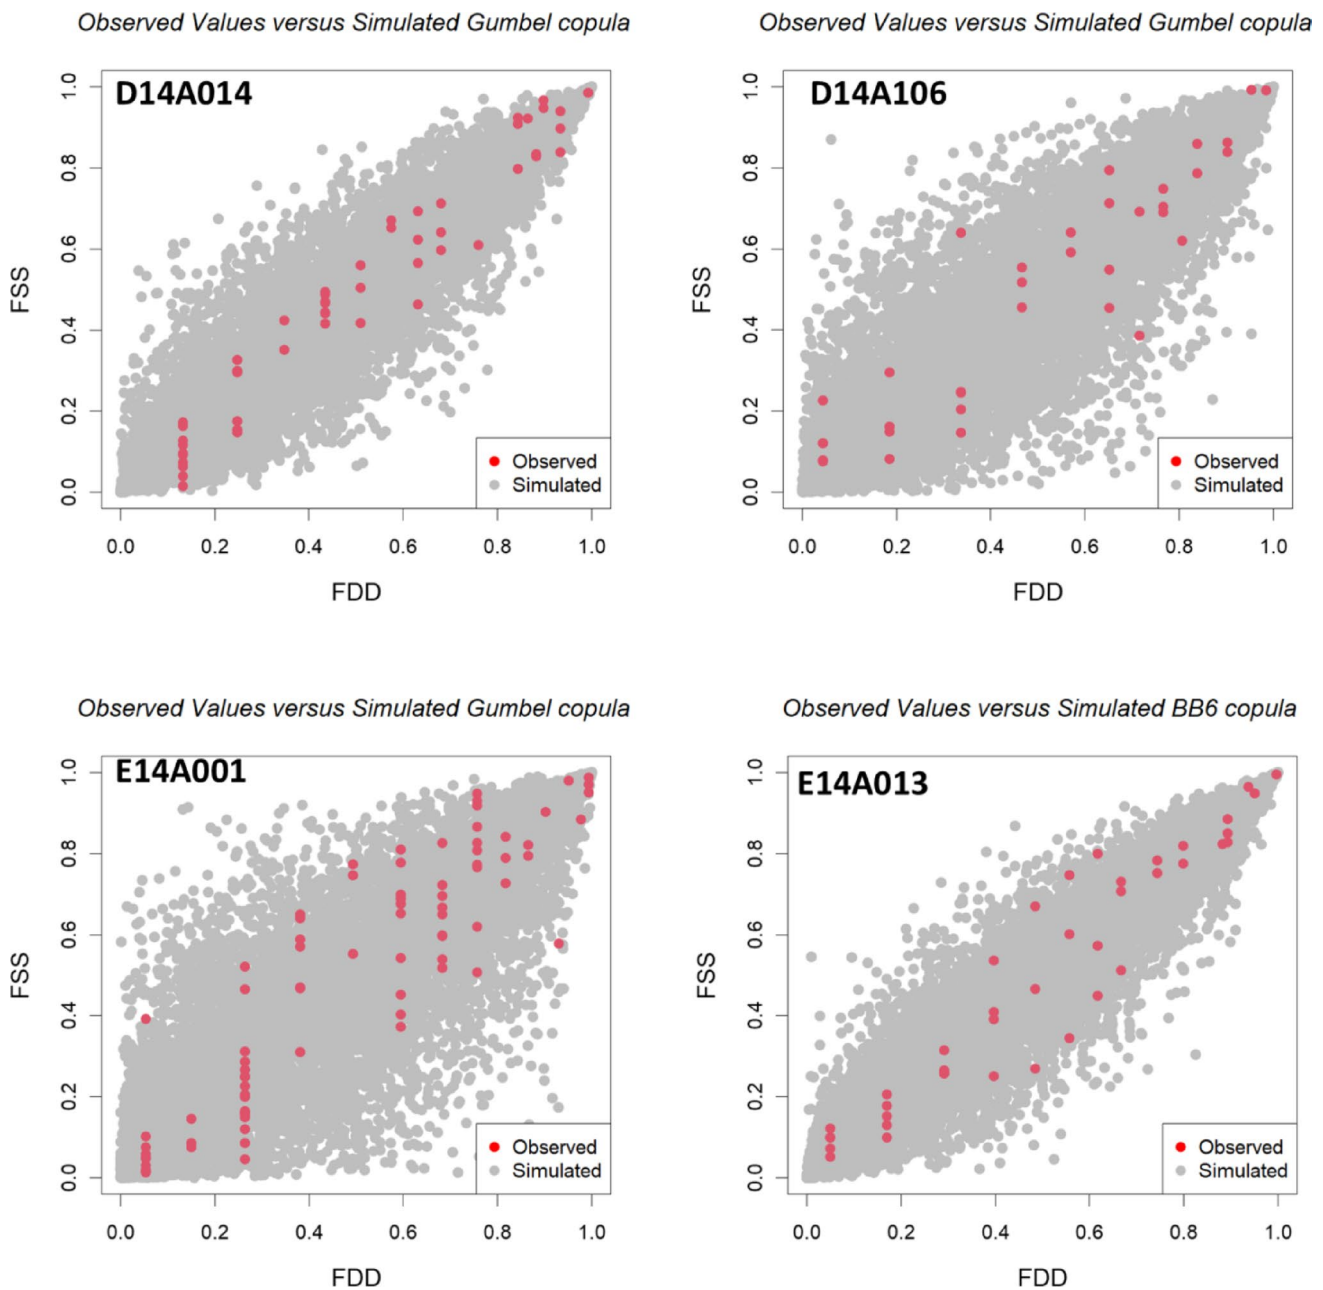 Observed Values versus Simulated Gumbel copula
D14A014
FSS
1.0
0.8
0.6
0.4
0.2
0.0
Observed
Simulated
0.0 0.2 0.4 0.6 0.8 1.0
FDD
Observed Values versus Simulated Gumbel copula
D14A106
FSS
1.0
0.8
0.6
0.4
0.2
0.0
Observed
Simulated
0.0 0.2 0.4 0.6 0.8 1.0
FDD
Observed Values versus Simulated Gumbel copula
E14A001
FSS
1.0
0.8
0.6
0.4
0.2
0.0
Observed
Simulated
0.0 0.2 0.4 0.6 0.8 1.0
FDD
Observed Values versus Simulated BB6 copula
E14A013
FSS
1.0
0.8
0.6
0.4
0.2
0.0
Observed
Simulated
0.0 0.2 0.4 0.6 0.8 1.0
FDD